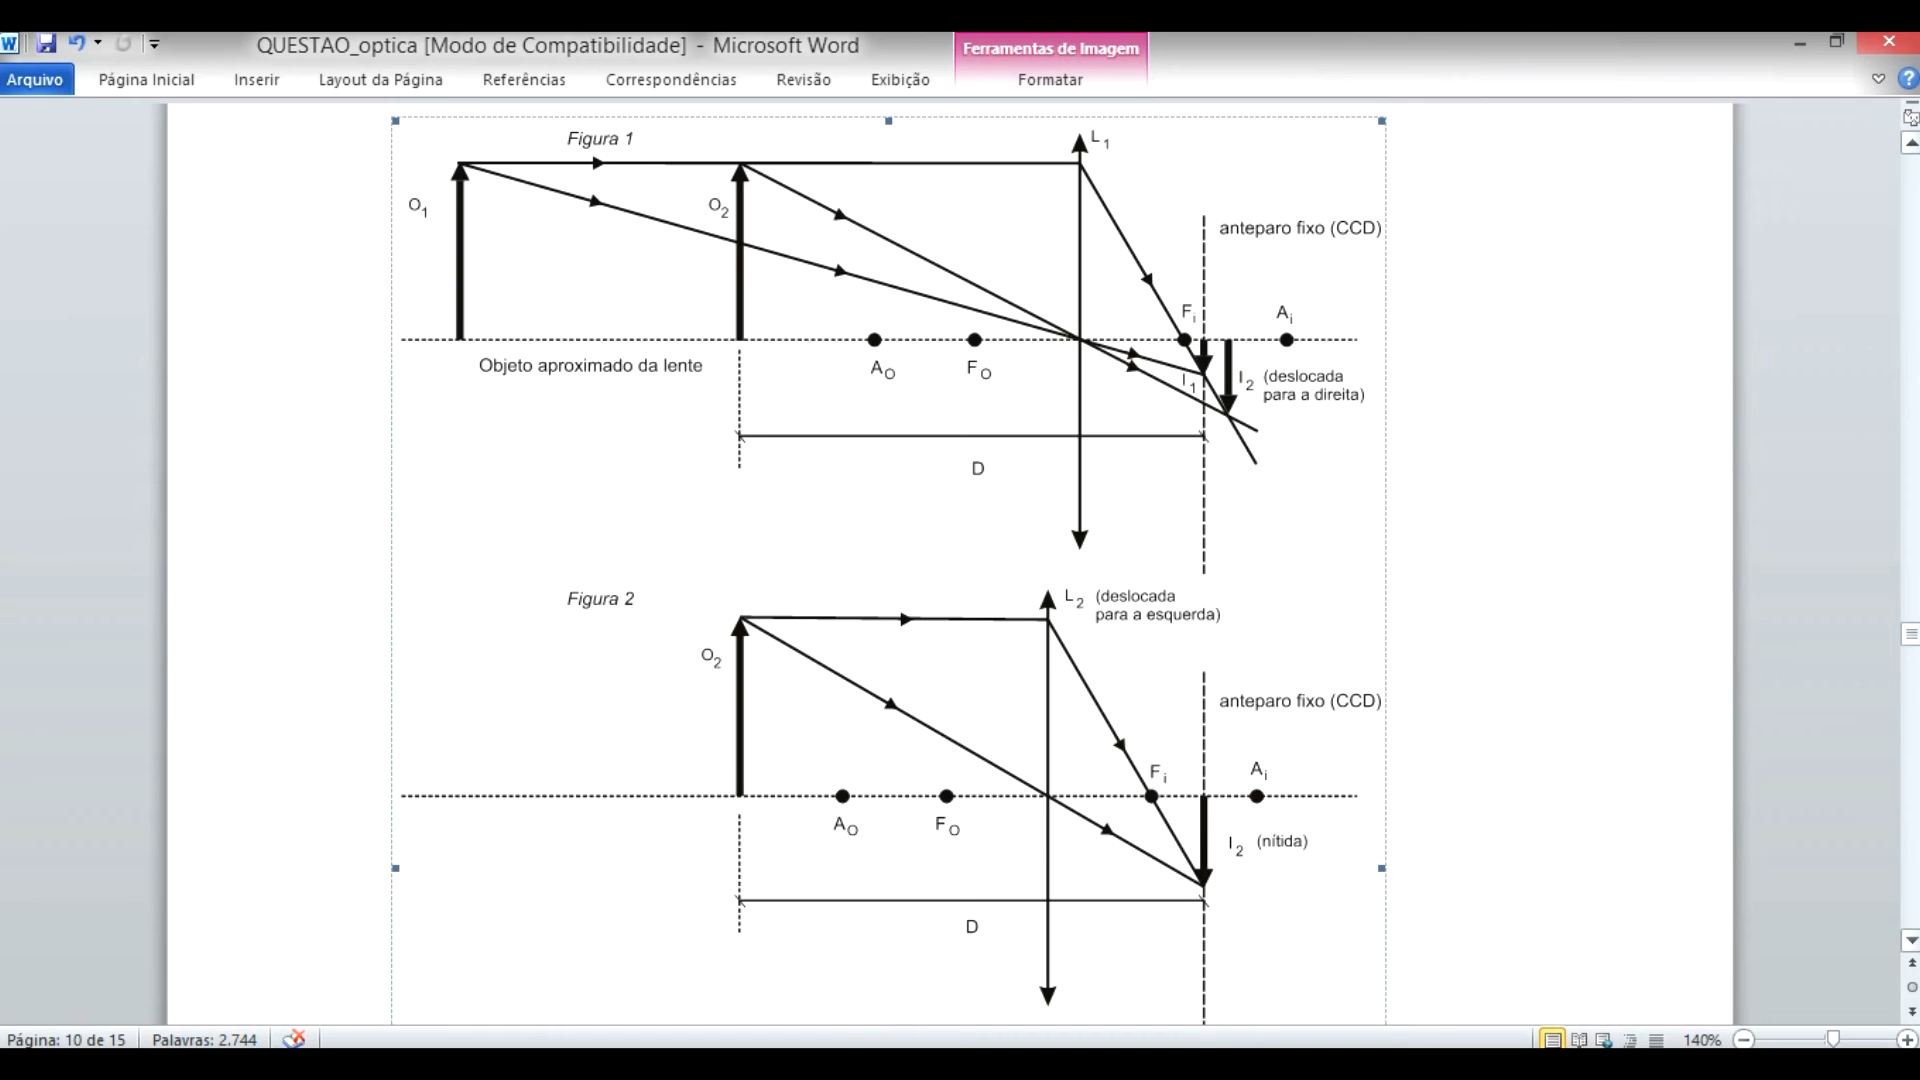 QUESTAO_optica [Modo de Compatibilidade] - Microsoft Word
Ferramentas de Imagem
Arquivo Página Inicial Inserir Layout da Página Referências Correspondências Revisão Exibição Formatar
Figura 1
L1
O1
O2
anteparo fixo (CCD)
Fi
Ai
Objeto aproximado da lente
AO
FO
I1
I2 (deslocada
para a direita)
D
Figura 2
L2 (deslocada
para a esquerda)
O2
anteparo fixo (CCD)
Fi
Ai
AO
FO
I2 (nítida)
D
Página: 10 de 15 Palavras: 2.744 140%